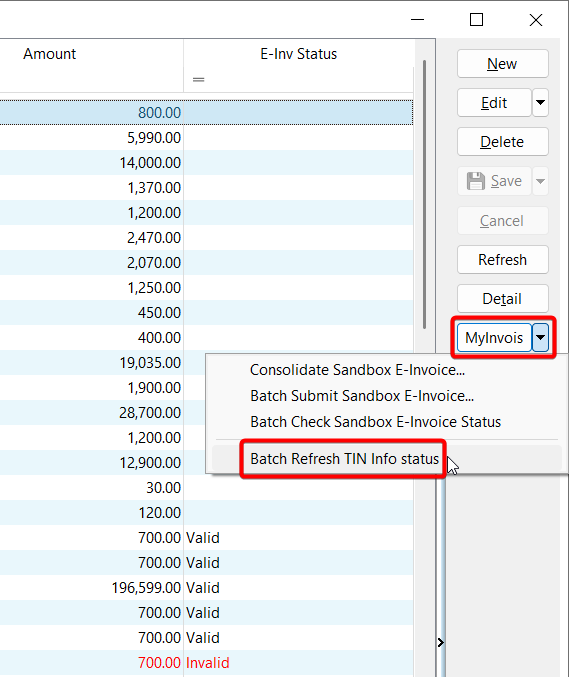 Amount E-Inv Status
=
New
Edit
Delete
Save
Cancel
Refresh
Detail
MyInvois
800.00
5,990.00
14,000.00
1,370.00
1,200.00
2,470.00
2,070.00
1,250.00
450.00
400.00
19,035.00
1,900.00
28,700.00
1,200.00
12,900.00
30.00
120.00
700.00 Valid
700.00 Valid
196,599.00 Valid
700.00 Valid
700.00 Valid
700.00 Invalid
Consolidate Sandbox E-Invoice...
Batch Submit Sandbox E-Invoice...
Batch Check Sandbox E-Invoice Status
Batch Refresh TIN Info status